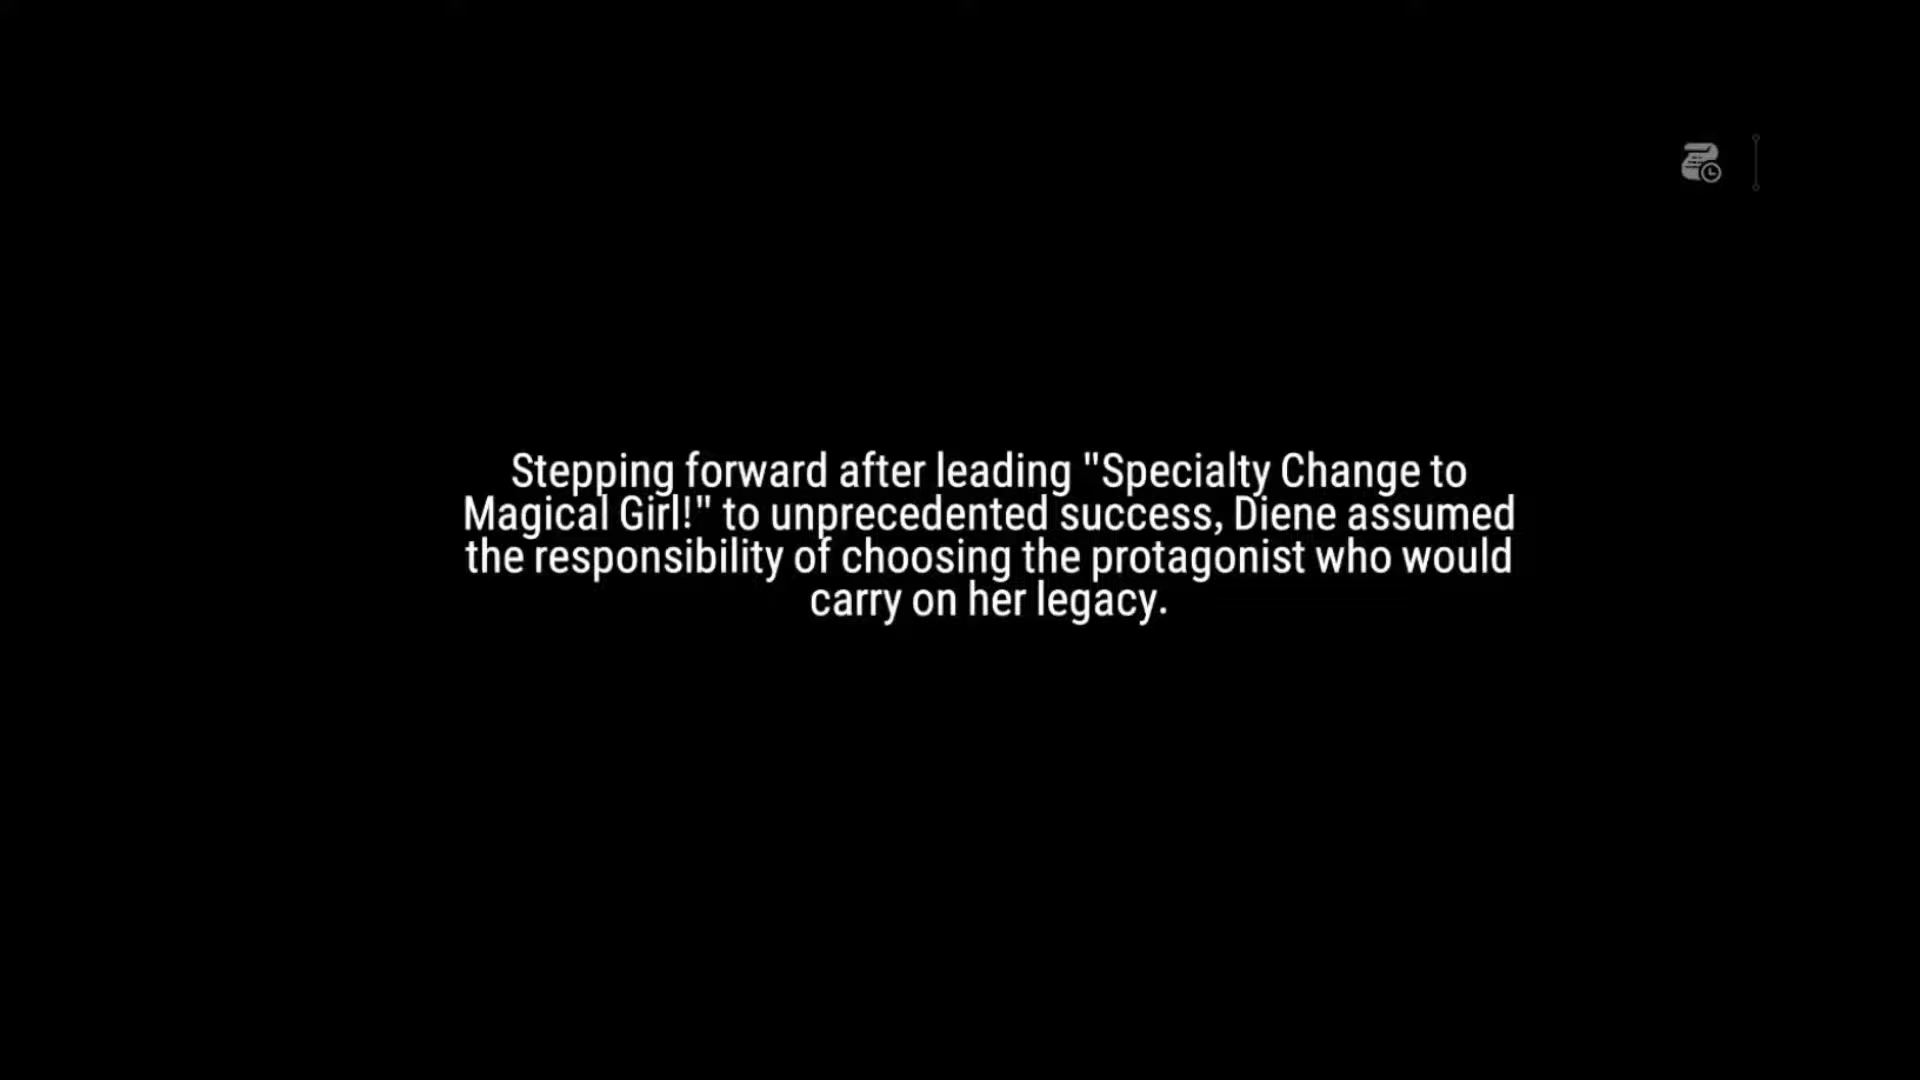 Stepping forward after leading "Specialty Change to
Magical Girl!" to unprecedented success, Diene assumed
the responsibility of choosing the protagonist who would
carry on her legacy.